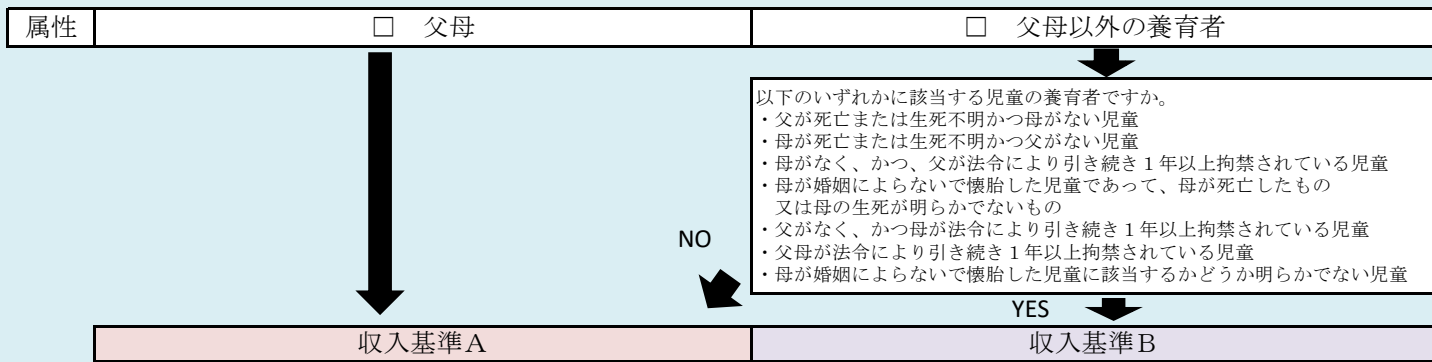 属性
□ 父母
□ 父母以外の養育者
以下のいずれかに該当する児童の養育者ですか。
・父が死亡または生死不明かつ母がない児童
・母が死亡または生死不明かつ父がない児童
・母がなく、かつ、父が法令により引き続き１年以上拘禁されている児童
・母が婚姻によらないで懐胎した児童であって、母が死亡したもの
又は母の生死が明らかでないもの
・父がなく、かつ母が法令により引き続き１年以上拘禁されている児童
・父母が法令により引き続き１年以上拘禁されている児童
・母が婚姻によらないで懐胎した児童に該当するかどうか明らかでない児童
NO
YES
収入基準Ａ
収入基準Ｂ